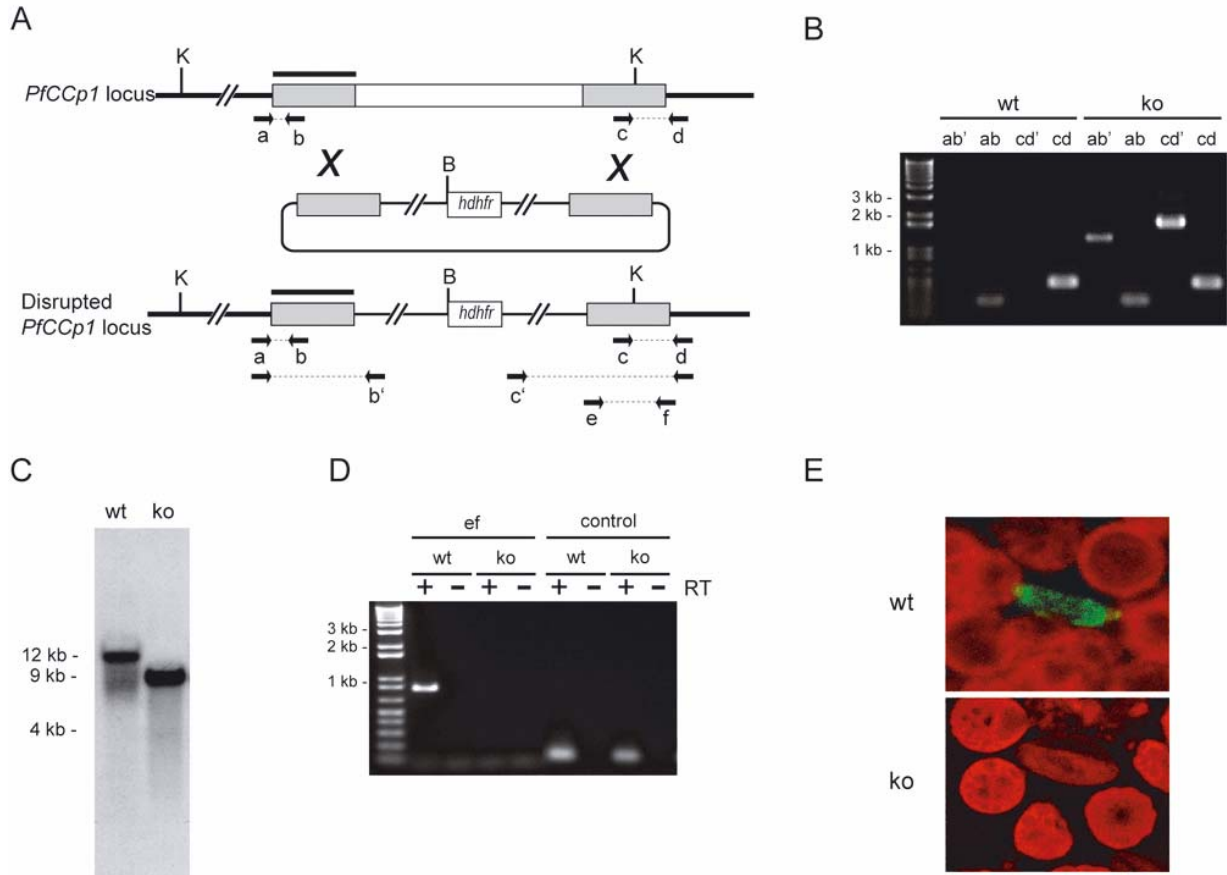 A
K
K
PfCCp1 locus
a
b
c
d
X
X
B
hdhfr
K
B
K
Disrupted
PfCCp1 locus
hdhfr
a
b
c
d
b‘
c‘
e
f
B
wt
ko
ab’ ab cd’ cd ab’ ab cd’ cd
3 kb -
2 kb -
1 kb -
C
wt ko
12 kb -
9 kb -
4 kb -
D
ef control
wt ko wt ko
+ – + – + – + – RT
3 kb -
2 kb -
1 kb -
E
wt
ko